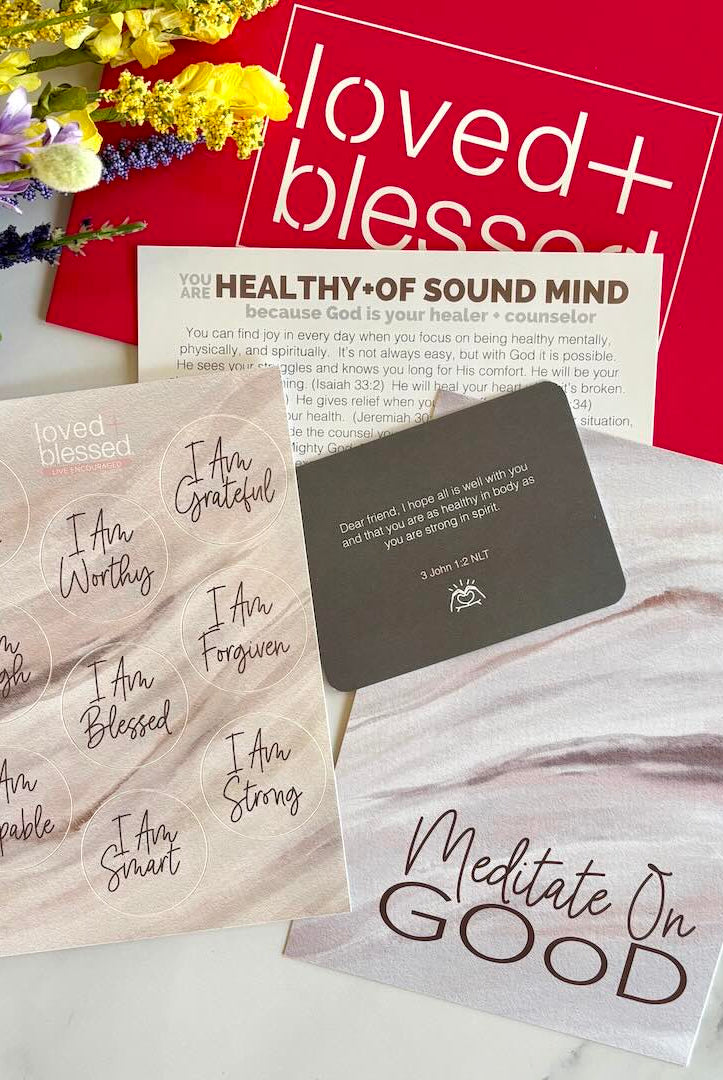 loved+
blessed
YOU
ARE HEALTHY+OF SOUND MIND
because God is your healer + counselor
You can find joy in every day when you focus on being healthy mentally,
physically, and spiritually. It's not always easy, but with God it is possible.
He sees your struggles and knows you long for His comfort. He will be your
(Isaiah 33:2) He will heal your heart broken.
He gives relief when you -34)
our health. (Jeremiah 30 situation,
the counsel
Mighty God
loved+
blessed.
LIVE ENCOURAGED
I Am
Grateful
I Am
Worthy
I Am
Forgiven
I Am
Blessed
I Am
Strong
I Am
Smart
Dear friend, I hope all is well with you
and that you are as healthy in body as
you are strong in spirit.
3 John 1:2 NLT
Meditate On
GOOD